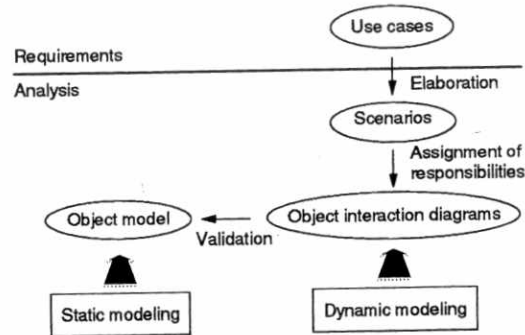 Use cases
Requirements
Analysis
Elaboration
Scenarios
Assignment of
responsibilities
Object model
Object interaction diagrams
Validation
Static modeling
Dynamic modeling